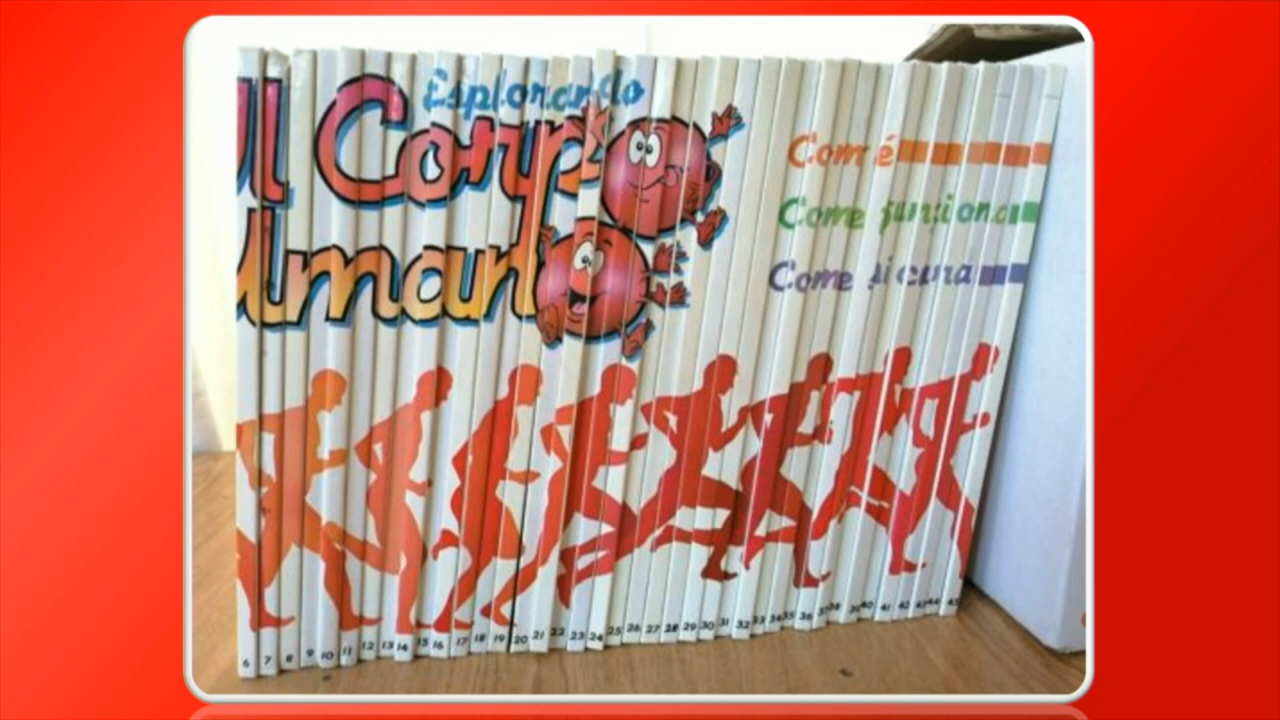 Esplorando
Il Corpo
Umano
Com'é
Come funziona
Come si cura
6 7 8 9 10 11 12 13 14 15 16 17 18 19 20 21 22 23 24 25 26 27 28 29 30 31 32 33 34 35 36 37 38 39 40 41 42 43 44 45